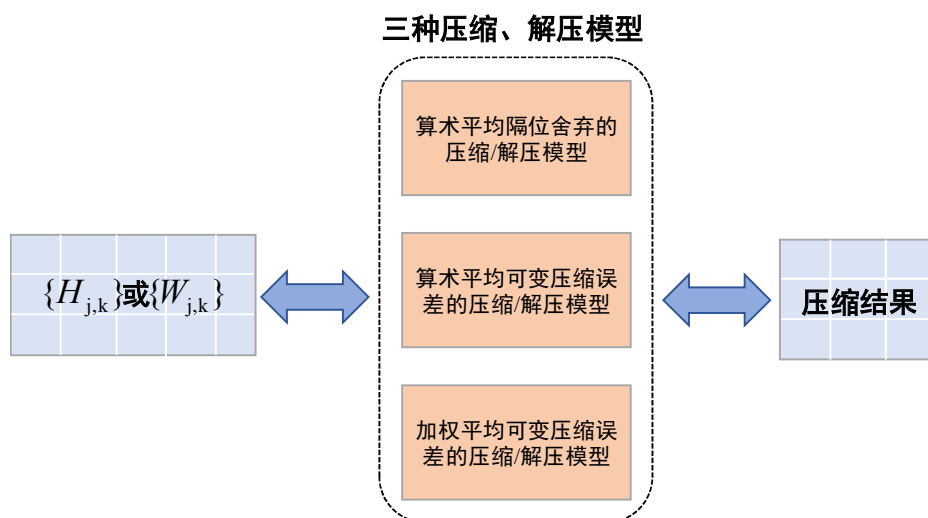 三种压缩、解压模型
算术平均隔位舍弃的
压缩/解压模型
{H_{j,k}}或{W_{j,k}}
算术平均可变压缩误
差的压缩/解压模型
压缩结果
加权平均可变压缩误
差的压缩/解压模型